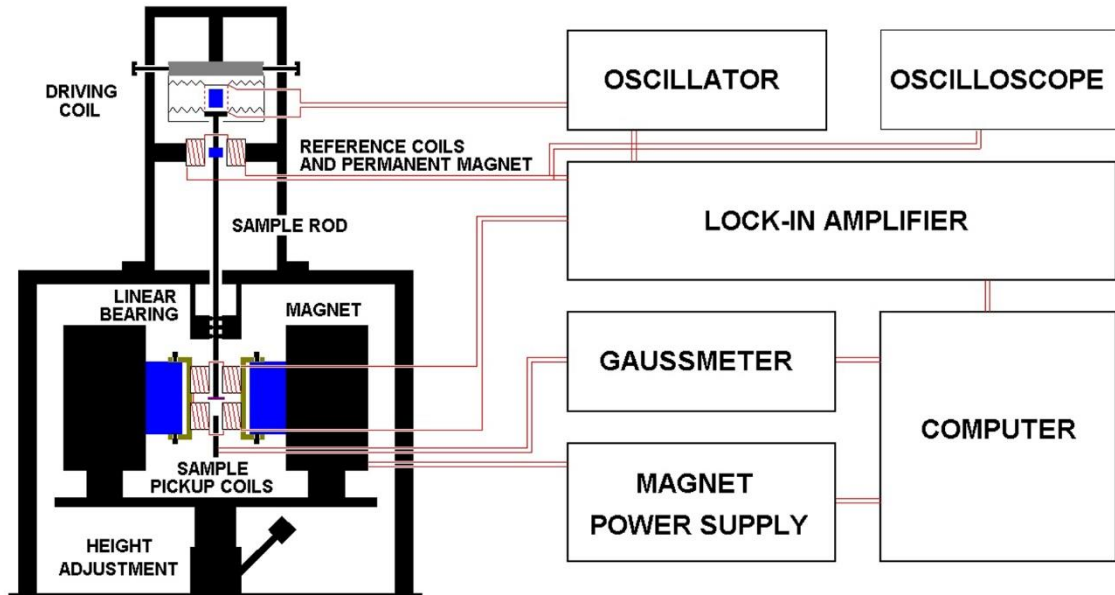 DRIVING
COIL
OSCILLATOR
OSCILLOSCOPE
REFERENCE COILS
AND PERMANENT MAGNET
SAMPLE ROD
LOCK-IN AMPLIFIER
LINEAR
BEARING
MAGNET
GAUSSMETER
COMPUTER
SAMPLE
PICKUP COILS
MAGNET
POWER SUPPLY
HEIGHT
ADJUSTMENT